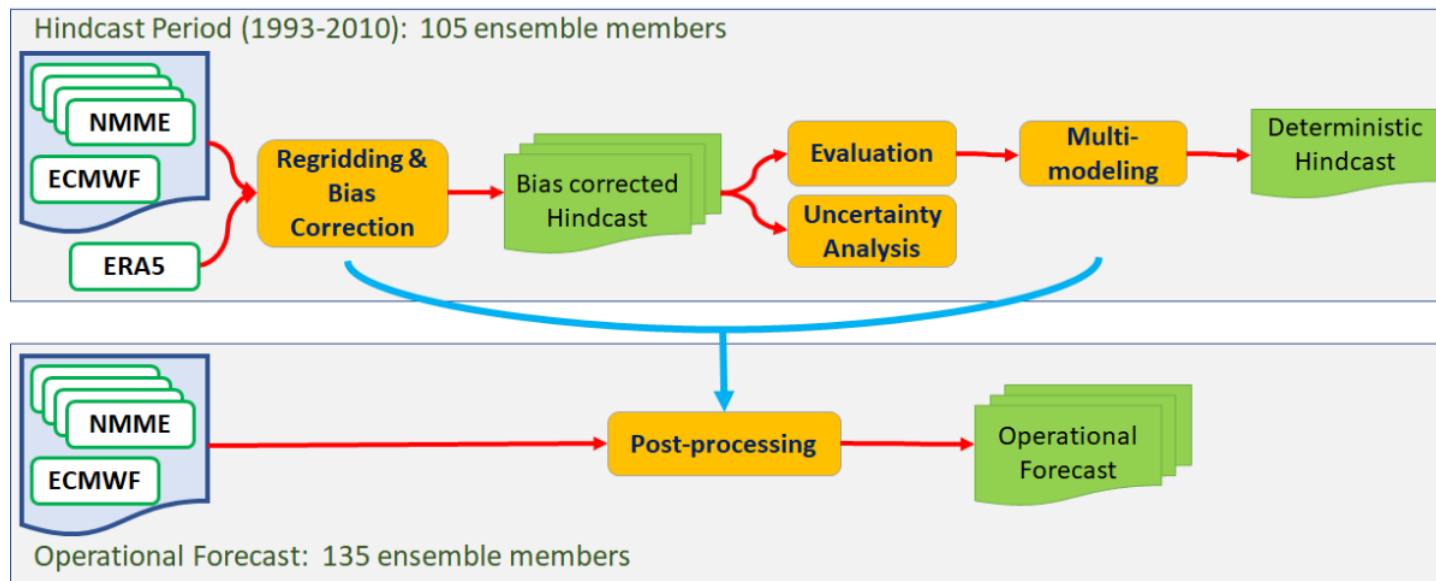 Hindcast Period (1993-2010): 105 ensemble members
NMME
ECMWF
ERA5
Regridding &
Bias
Correction
Bias corrected
Hindcast
Evaluation
Uncertainty
Analysis
Multi-
modeling
Deterministic
Hindcast
NMME
ECMWF
Post-processing
Operational
Forecast
Operational Forecast: 135 ensemble members